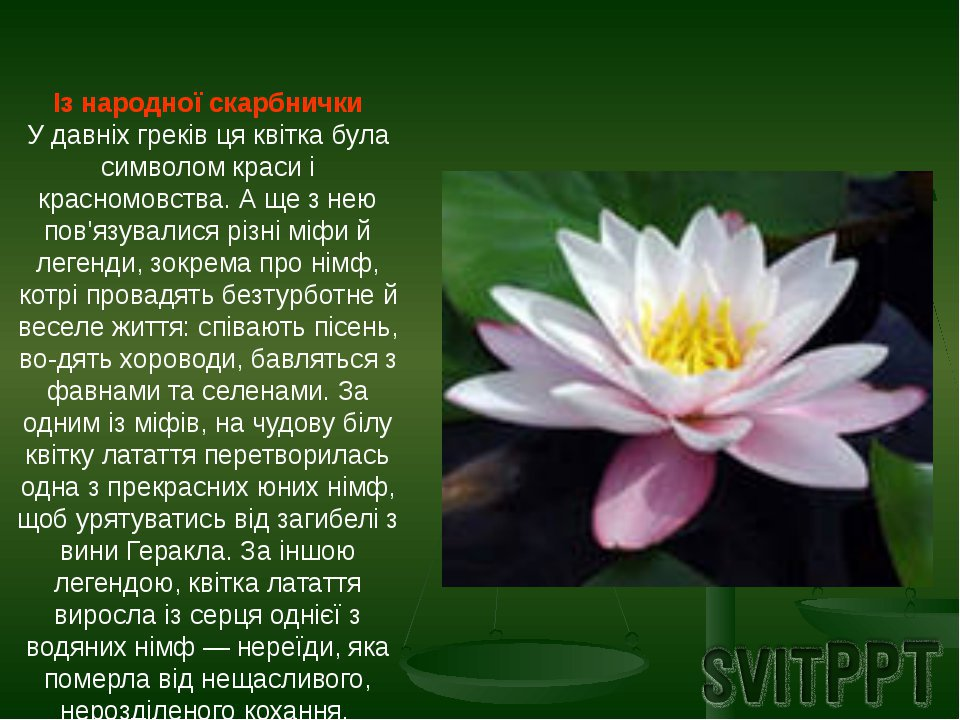 Із народної скарбнички
У давніх греків ця квітка була
символом краси і
красномовства. А ще з нею
пов'язувалися різні міфи й
легенди, зокрема про німф,
котрі провадять безтурботне й
веселе життя: співають пісень,
во-дять хороводи, бавляться з
фавнами та селенами. За
одним із міфів, на чудову білу
квітку латаття перетворилась
одна з прекрасних юних німф,
щоб урятуватись від загибелі з
вини Геракла. За іншою
легендою, квітка латаття
виросла із серця однієї з
водяних німф — нереїди, яка
померла від нещасливого,
нерозділеного кохання.
SVITPPT